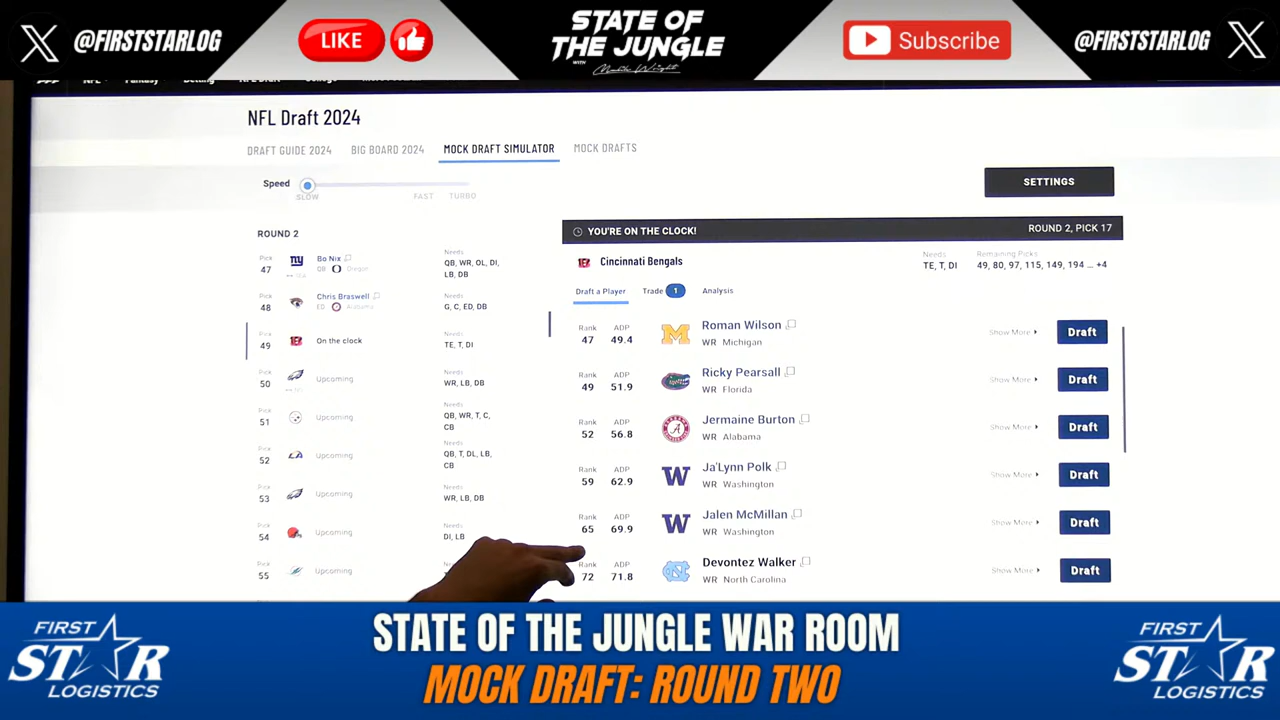 @FIRSTSTARLOG
LIKE
STATE OF
THE JUNGLE
WITH
Subscribe
@FIRSTSTARLOG
NFL Draft 2024
DRAFT GUIDE 2024
BIG BOARD 2024
MOCK DRAFT SIMULATOR
MOCK DRAFTS
Speed
SLOW
FAST
TURBO
SETTINGS
ROUND 2
Pick
47
Bo Nix
QB
Oregon
Needs
QB, WR, OL, DI,
LB, DB
Pick
48
Chris Braswell
ED
Alabama
Needs
G, C, ED, DB
Pick
49
On the clock
Needs
TE, T, DI
Pick
50
Upcoming
Needs
WR, LB, DB
Pick
51
Upcoming
Needs
QB, WR, T, C,
CB
Pick
52
Upcoming
Needs
QB, T, DL, LB,
CB
Pick
53
Upcoming
Needs
WR, LB, DB
Pick
54
Upcoming
Needs
DI, LB
Pick
55
Upcoming
YOU'RE ON THE CLOCK!
ROUND 2, PICK 17
Cincinnati Bengals
Needs
TE, T, DI
Remaining Picks
49, 80, 97, 115, 149, 194 ... +4
Draft a Player
Trade 1
Analysis
Rank ADP
47 49.4
Roman Wilson
WR Michigan
Show More
Draft
Rank ADP
49 51.9
Ricky Pearsall
WR Florida
Show More
Draft
Rank ADP
52 56.8
Jermaine Burton
WR Alabama
Show More
Draft
Rank ADP
59 62.9
Ja'Lynn Polk
WR Washington
Show More
Draft
Rank ADP
65 69.9
Jalen McMillan
WR Washington
Show More
Draft
Rank ADP
72 71.8
Devontez Walker
WR North Carolina
Show More
Draft
FIRST
STAR
LOGISTICS
STATE OF THE JUNGLE WAR ROOM
MOCK DRAFT: ROUND TWO
FIRST
STAR
LOGISTICS